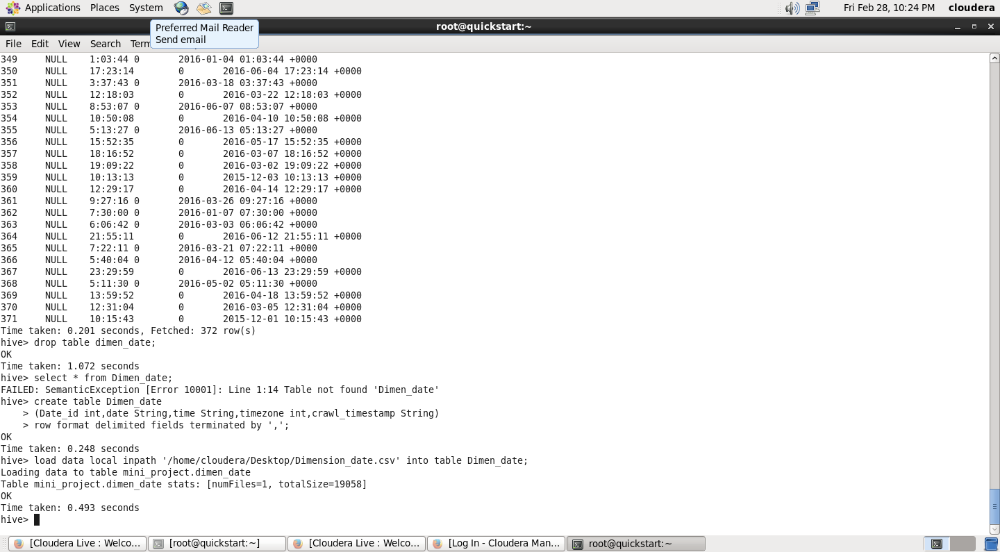 Applications Places System Fri Feb 28, 10:24 PM cloudera
root@quickstart:~
Preferred Mail Reader
Send email
File Edit View Search
349 NULL 1:03:44 0 2016-01-04 01:03:44 +0000
350 NULL 17:23:14 0 2016-06-04 17:23:14 +0000
351 NULL 3:37:43 0 2016-03-18 03:37:43 +0000
352 NULL 12:18:03 0 2016-03-22 12:18:03 +0000
353 NULL 8:53:07 0 2016-06-07 08:53:07 +0000
354 NULL 10:50:08 0 2016-04-10 10:50:08 +0000
355 NULL 5:13:27 0 2016-06-13 05:13:27 +0000
356 NULL 15:52:35 0 2016-05-17 15:52:35 +0000
357 NULL 18:16:52 0 2016-03-07 18:16:52 +0000
358 NULL 19:09:22 0 2016-03-02 19:09:22 +0000
359 NULL 10:13:13 0 2015-12-03 10:13:13 +0000
360 NULL 12:29:17 0 2016-04-14 12:29:17 +0000
361 NULL 9:27:16 0 2016-03-26 09:27:16 +0000
362 NULL 7:30:00 0 2016-01-07 07:30:00 +0000
363 NULL 6:06:42 0 2016-03-03 06:06:42 +0000
364 NULL 21:55:11 0 2016-06-12 21:55:11 +0000
365 NULL 7:22:11 0 2016-03-21 07:22:11 +0000
366 NULL 5:40:04 0 2016-04-12 05:40:04 +0000
367 NULL 23:29:59 0 2016-06-13 23:29:59 +0000
368 NULL 5:11:30 0 2016-05-02 05:11:30 +0000
369 NULL 13:59:52 0 2016-04-18 13:59:52 +0000
370 NULL 12:31:04 0 2016-03-05 12:31:04 +0000
371 NULL 10:15:43 0 2015-12-01 10:15:43 +0000
Time taken: 0.201 seconds, Fetched: 372 row(s)
hive> drop table dimen_date;
OK
Time taken: 1.072 seconds
hive> select * from Dimen_date;
FAILED: SemanticException [Error 10001]: Line 1:14 Table not found 'Dimen_date'
hive> create table Dimen_date
> (Date_id int,date String,time String,timezone int,crawl_timestamp String)
> row format delimited fields terminated by ',';
OK
Time taken: 0.248 seconds
hive> load data local inpath '/home/cloudera/Desktop/Dimension_date.csv' into table Dimen_date;
Loading data to table mini_project.dimen_date
Table mini_project.dimen_date stats: [numFiles=1, totalSize=19058]
OK
Time taken: 0.493 seconds
hive>
[Cloudera Live : Welco... [root@quickstart:~] [Cloudera Live : Welco... [Log In - Cloudera Man... root@quickstart:~